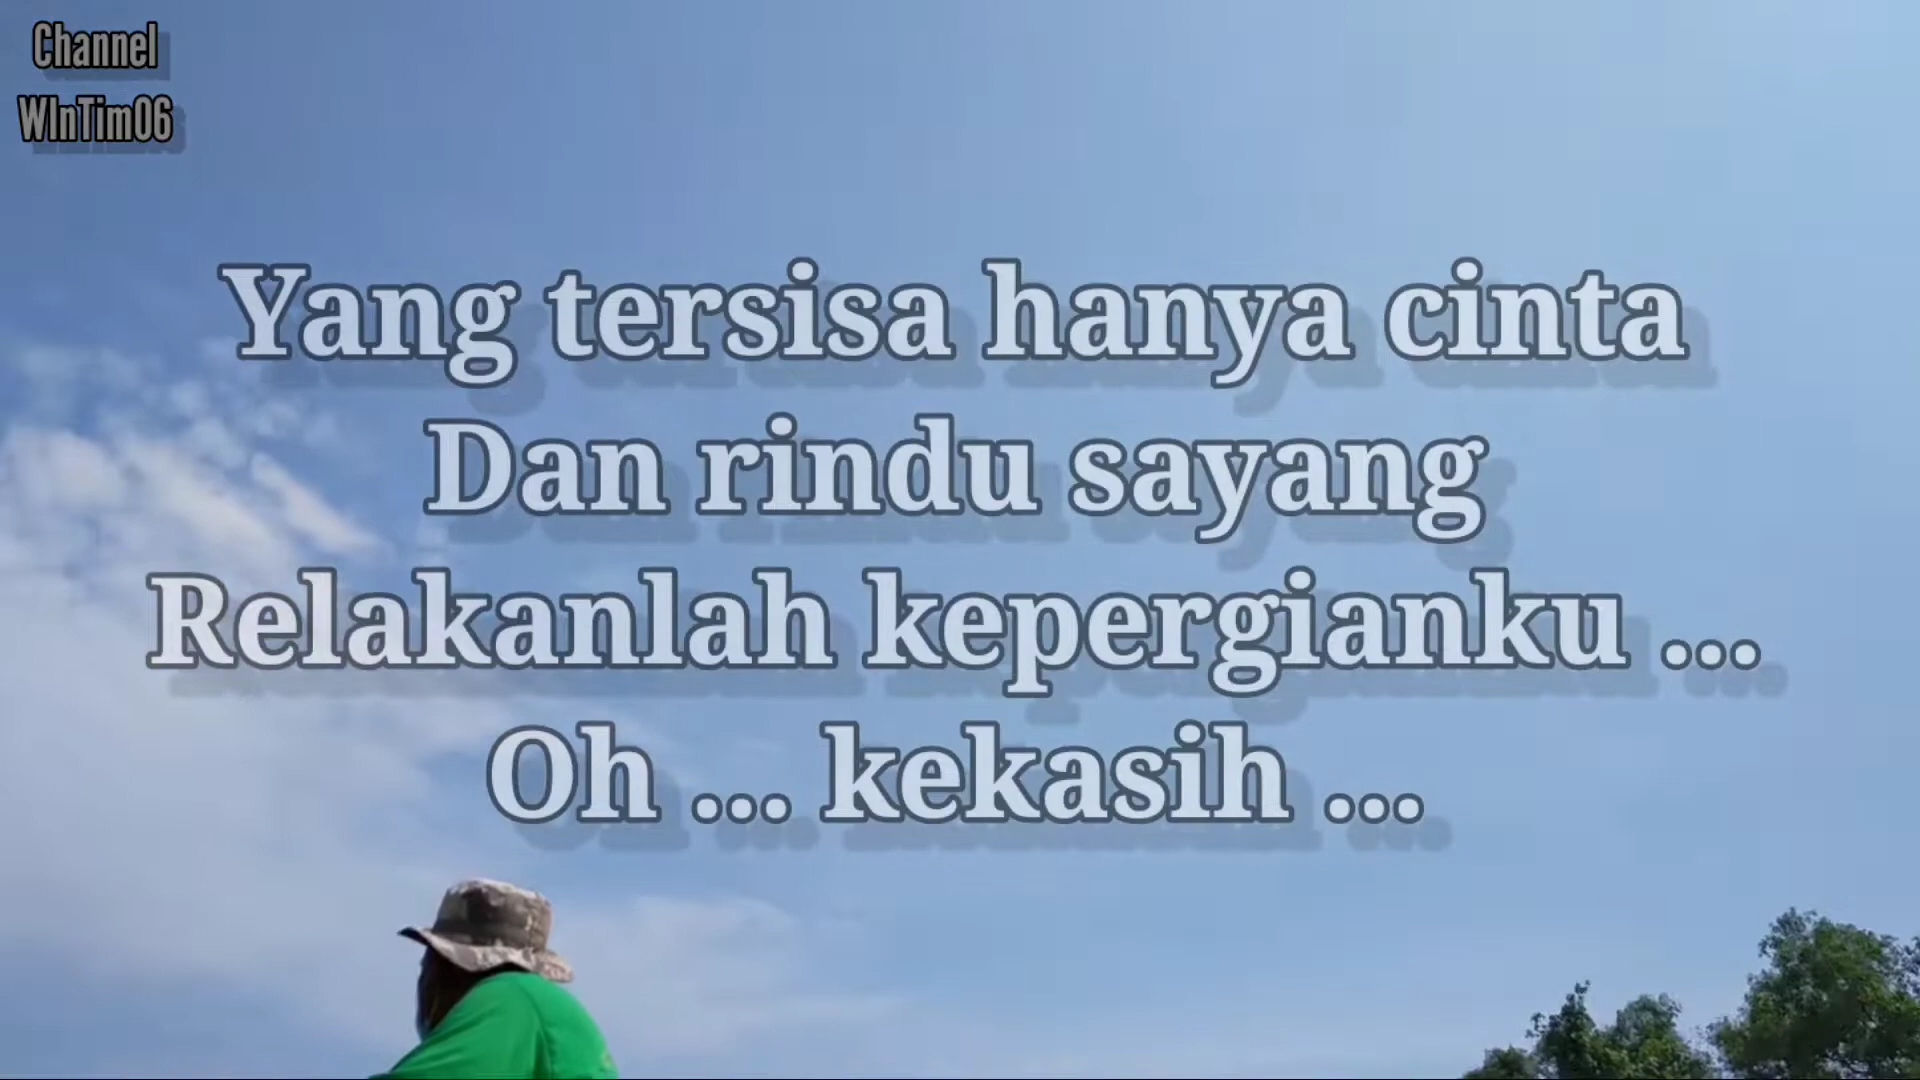 Channel
WInTim06
Yang tersisa hanya cinta
Dan rindu sayang
Relakanlah kepergianku ...
Oh ... kekasih ...